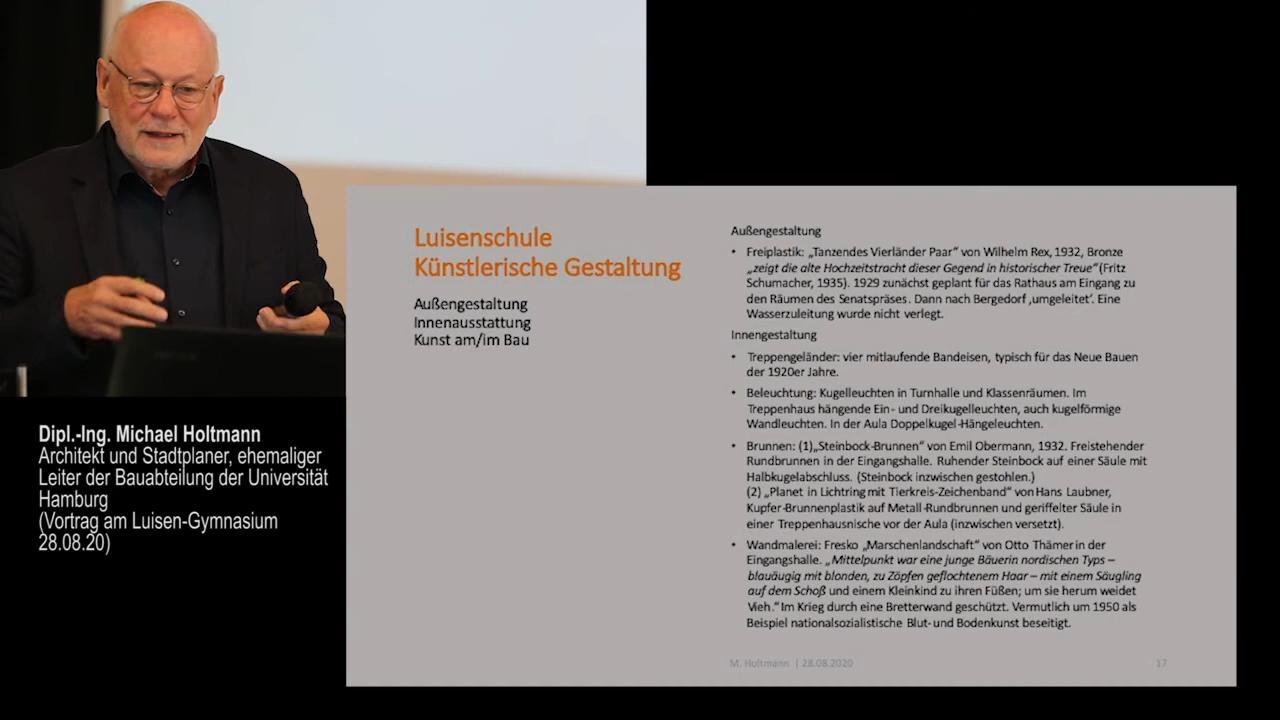 Luisenschule
Künstlerische Gestaltung
Außengestaltung
Innenausstattung
Kunst am/im Bau
Außengestaltung
• Freiplastik: „Tanzendes Vierländer Paar“ von Wilhelm Rex, 1932, Bronze
„zeigt die alte Hochzeitstracht dieser Gegend in historischer Treue“(Fritz
Schumacher, 1935). 1929 zunächst geplant für das Rathaus am Eingang zu
den Räumen des Senatspräses. Dann nach Bergedorf ‚umgeleitet‘. Eine
Wasserzuleitung wurde nicht verlegt.
Innengestaltung
• Treppengeländer: vier mitlaufende Bandeisen, typisch für das Neue Bauen
der 1920er Jahre.
• Beleuchtung: Kugelleuchten in Turnhalle und Klassenräumen. Im
Treppenhaus hängende Ein- und Dreikugelleuchten, auch kugelförmige
Wandleuchten. In der Aula Doppelkugel-Hängeleuchten.
• Brunnen: (1)„Steinbock-Brunnen“ von Emil Obermann, 1932. Freistehender
Rundbrunnen in der Eingangshalle. Ruhender Steinbock auf einer Säule mit
Halbkugelabschluss. (Steinbock inzwischen gestohlen.)
(2) „Planet in Lichtring mit Tierkreis-Zeichenband“ von Hans Laubner,
Kupfer-Brunnenplastik auf Metall-Rundbrunnen und geriffelter Säule in
einer Treppenhausnische vor der Aula (inzwischen versetzt).
• Wandmalerei: Fresko „Marschenlandschaft“ von Otto Thämer in der
Eingangshalle. „Mittelpunkt war eine junge Bäuerin nordischen Typs –
blauäugig mit blonden, zu Zöpfen geflochtenem Haar – mit einem Säugling
auf dem Schoß und einem Kleinkind zu ihren Füßen; um sie herum weidet
Vieh.“ Im Krieg durch eine Bretterwand geschützt. Vermutlich um 1950 als
Beispiel nationalsozialistische Blut- und Bodenkunst beseitigt.
M. Holtmann | 28.08.2020
17
Dipl.-Ing. Michael Holtmann
Architekt und Stadtplaner, ehemaliger
Leiter der Bauabteilung der Universität
Hamburg
(Vortrag am Luisen-Gymnasium
28.08.20)